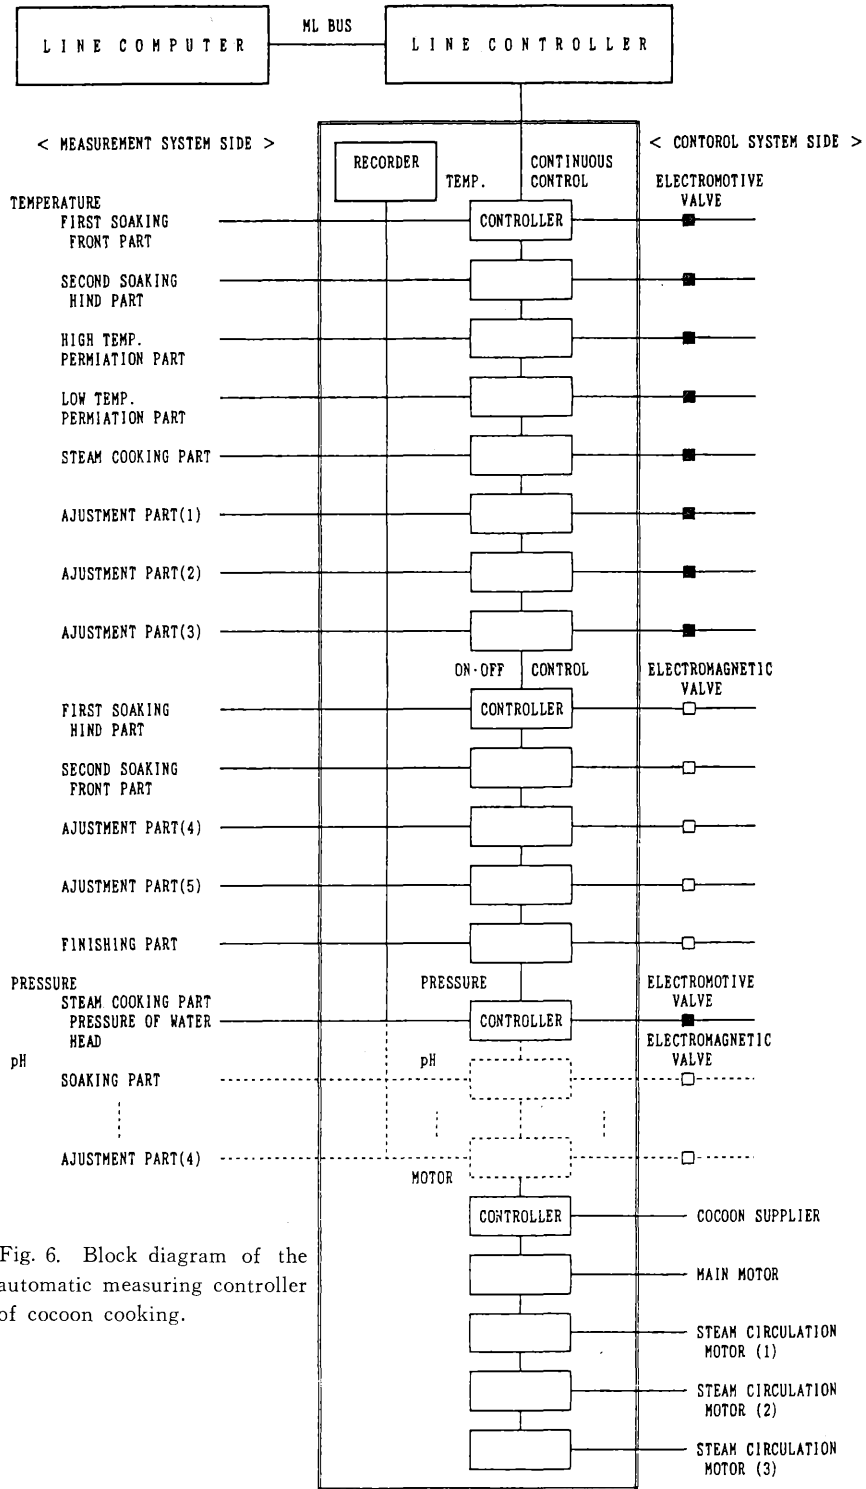 ML BUS
LINE COMPUTER
LINE CONTROLLER
< MEASUREMENT SYSTEM SIDE >
< CONTOROL SYSTEM SIDE >
RECORDER
TEMP.
CONTINUOUS
CONTROL
ELECTROMOTIVE
VALVE
TEMPERATURE
FIRST SOAKING
FRONT PART
CONTROLLER
SECOND SOAKING
HIND PART
HIGH TEMP.
PERMIATION PART
LOW TEMP.
PERMIATION PART
STEAM COOKING PART
AJUSTMENT PART(1)
AJUSTMENT PART(2)
AJUSTMENT PART(3)
ON·OFF CONTROL
ELECTROMAGNETIC
VALVE
FIRST SOAKING
HIND PART
CONTROLLER
SECOND SOAKING
FRONT PART
AJUSTMENT PART(4)
AJUSTMENT PART(5)
FINISHING PART
PRESSURE
STEAM COOKING PART
PRESSURE OF WATER
HEAD
PRESSURE
CONTROLLER
ELECTROMOTIVE
VALVE
ELECTROMAGNETIC
VALVE
pH
SOAKING PART
pH
AJUSTMENT PART(4)
MOTOR
CONTROLLER
COCOON SUPPLIER
MAIN MOTOR
STEAM CIRCULATION
MOTOR (1)
STEAM CIRCULATION
MOTOR (2)
STEAM CIRCULATION
MOTOR (3)
Fig. 6. Block diagram of the
automatic measuring controller
of cocoon cooking.